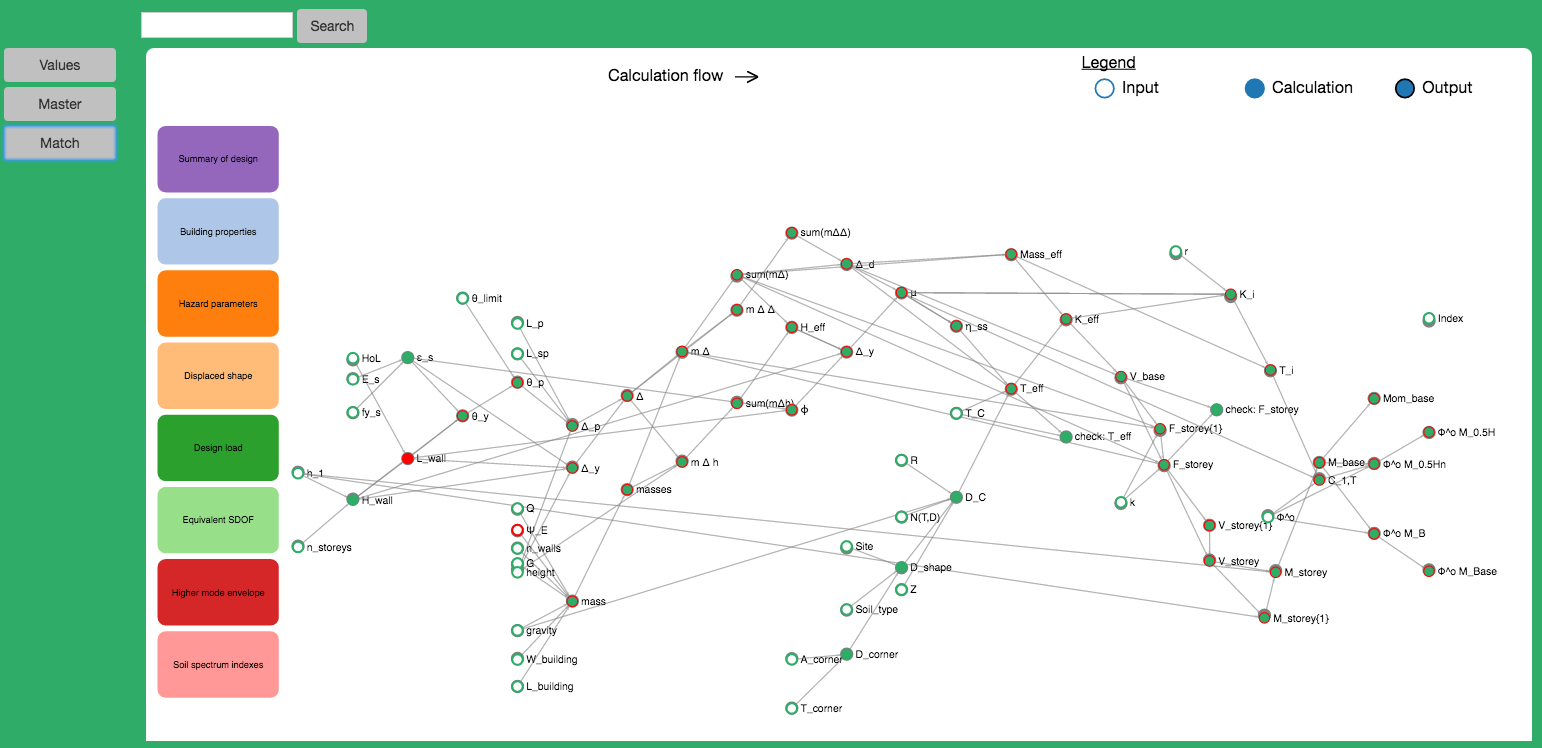 Search
Values
Master
Match
Calculation flow
Legend
Input
Calculation
Output
Summary of design
Building properties
Hazard parameters
Displaced shape
Design load
Equivalent SDOF
Higher mode envelope
Soil spectrum indexes
sum(mΔΔ)
Mass_eff
r
Δ_d
sum(mΔ)
μ
K_i
θ_limit
m Δ Δ
L_p
H_eff
η_ss
K_eff
Index
HoL
ε_s
L_sp
m Δ
Δ_y
E_s
θ_p
T_eff
V_base
T_i
fy_s
θ_y
Δ
sum(mΔh)
ϕ
T_C
check: F_storey
Mom_base
Δ_p
check: T_eff
F_storey{1}
Φ^o M_0.5H
L_wall
Δ_y
m Δ h
R
F_storey
M_base
Φ^o M_0.5Hn
h_1
masses
D_C
C_1,T
H_wall
Q
k
Ψ_E
N(T,D)
V_storey{1}
Φ^o
n_storeys
n_walls
Site
Φ^o M_B
G
height
D_shape
V_storey
M_storey
Φ^o M_Base
mass
Z
Soil_type
M_storey{1}
gravity
W_building
A_corner
D_corner
L_building
T_corner